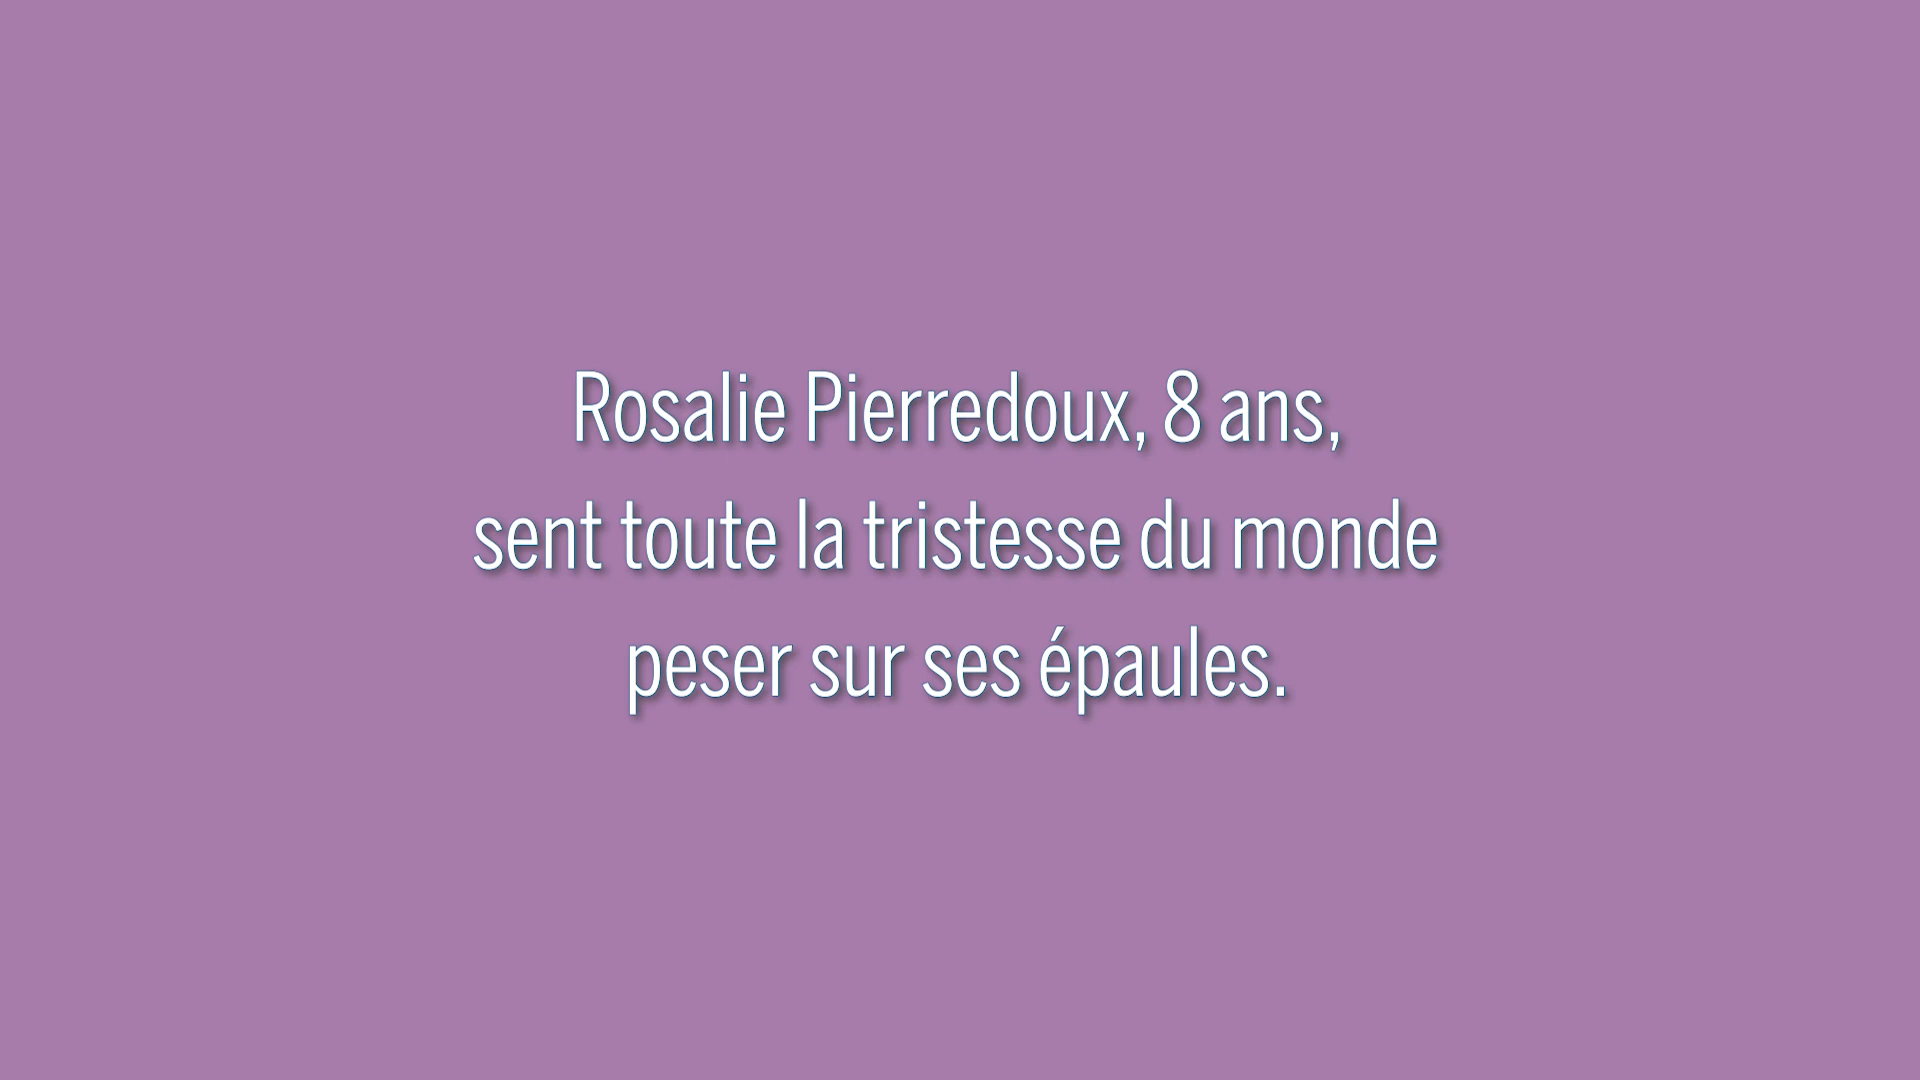 Rosalie Pierredoux, 8 ans,
sent toute la tristesse du monde
peser sur ses épaules.